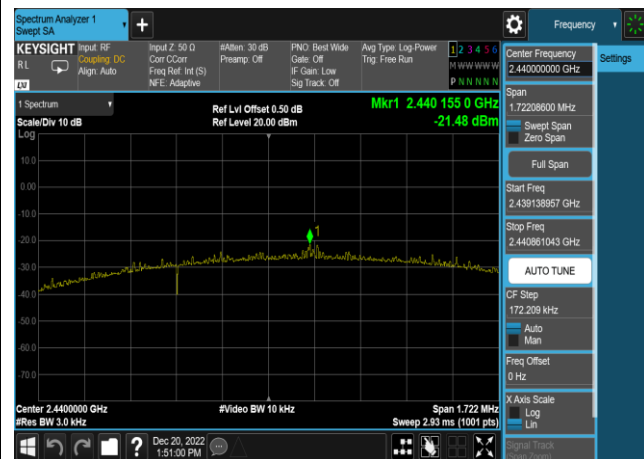 Spectrum Analyzer 1
Swept SA
+
Frequency
KEYSIGHT
RL
LXI
Input: RF
Coupling: DC
Align: Auto
Input Z: 50 Ω
Corr CCorr
Freq Ref: Int (S)
NFE: Adaptive
#Atten: 30 dB
Preamp: Off
PNO: Best Wide
Gate: Off
IF Gain: Low
Sig Track: Off
Avg Type: Log-Power
Trig: Free Run
1 2 3 4 5 6
M W W W W W
P N N N N N
Center Frequency
2.440000000 GHz
Settings
Span
1.72208600 MHz
Swept Span
Zero Span
Full Span
Start Freq
2.439138957 GHz
Stop Freq
2.440861043 GHz
AUTO TUNE
CF Step
172.209 kHz
Auto
Man
Freq Offset
0 Hz
X Axis Scale
Log
Lin
Signal Track
(Span Zoom)
1 Spectrum
Scale/Div 10 dB
Log
Ref Lvl Offset 0.50 dB
Ref Level 20.00 dBm
Mkr1 2.440 155 0 GHz
-21.48 dBm
10.0
0.00
-10.0
-20.0
-30.0
-40.0
-50.0
-60.0
-70.0
1
Center 2.4400000 GHz
#Res BW 3.0 kHz
#Video BW 10 kHz
Span 1.722 MHz
Sweep 2.93 ms (1001 pts)
?
Dec 20, 2022
1:51:00 PM